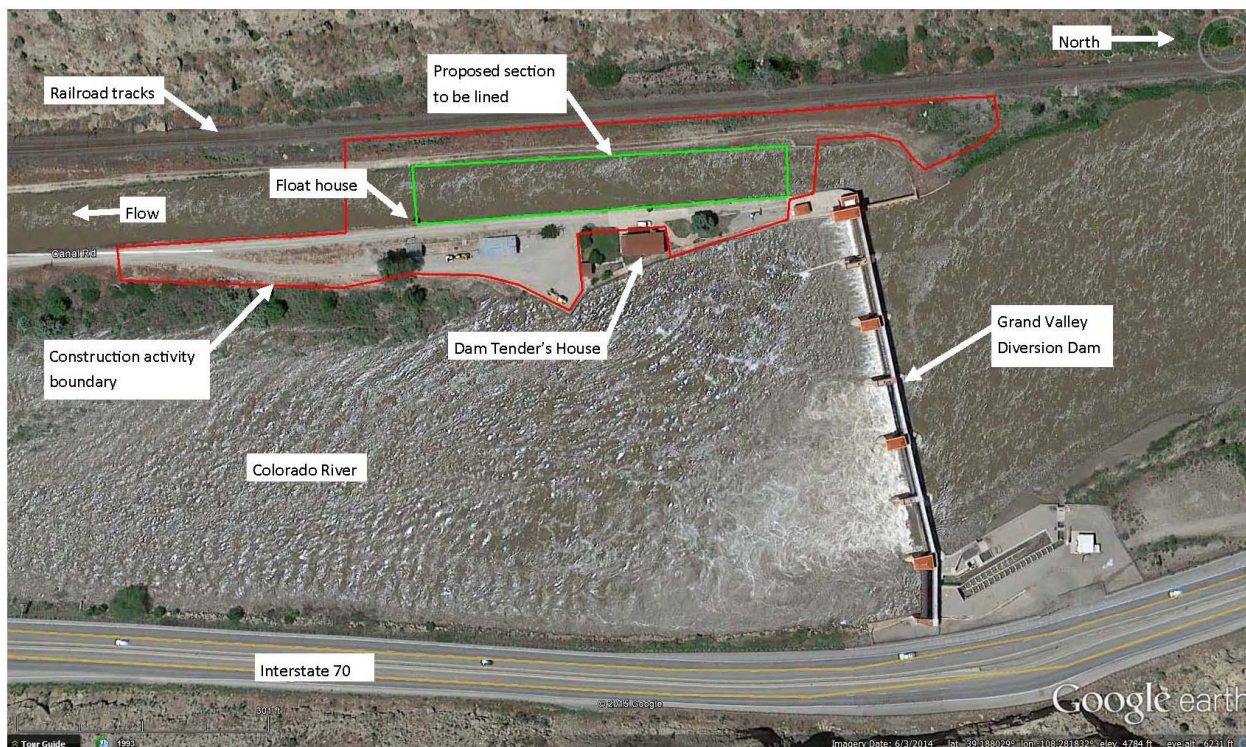 North
Railroad tracks
Proposed section
to be lined
Float house
Flow
Canal Rd
Construction activity
boundary
Dam Tender's House
Grand Valley
Diversion Dam
Colorado River
Interstate 70
© 2015 Google
Google earth
301 ft
Tour Guide
1993
Imagery Date: 6/3/2014 lat 39.188029° lon -108.281832° elev 4784 ft eye alt 6231 ft